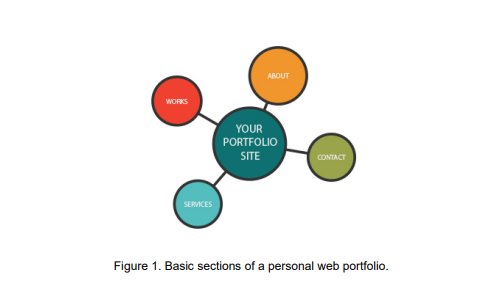 ABOUT
WORKS
YOUR
PORTFOLIO
SITE
CONTACT
SERVICES
Figure 1. Basic sections of a personal web portfolio.